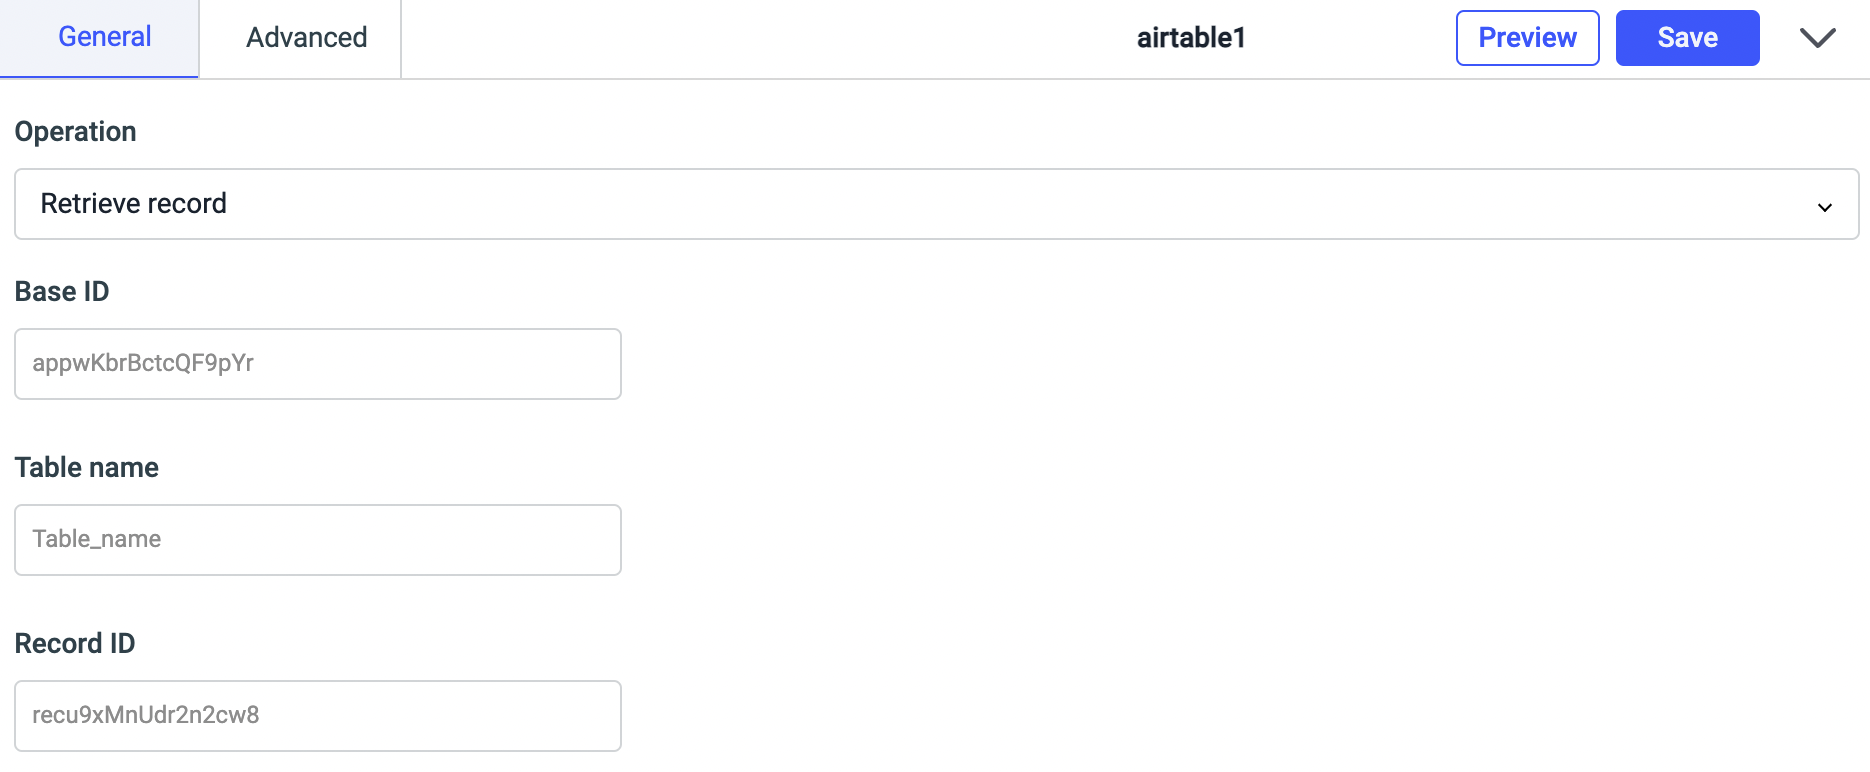 General
Advanced
airtable1
Preview
Save
Operation
Retrieve record
Base ID
appwKbrBctcQF9pYr
Table name
Table_name
Record ID
recu9xMnUdr2n2cw8